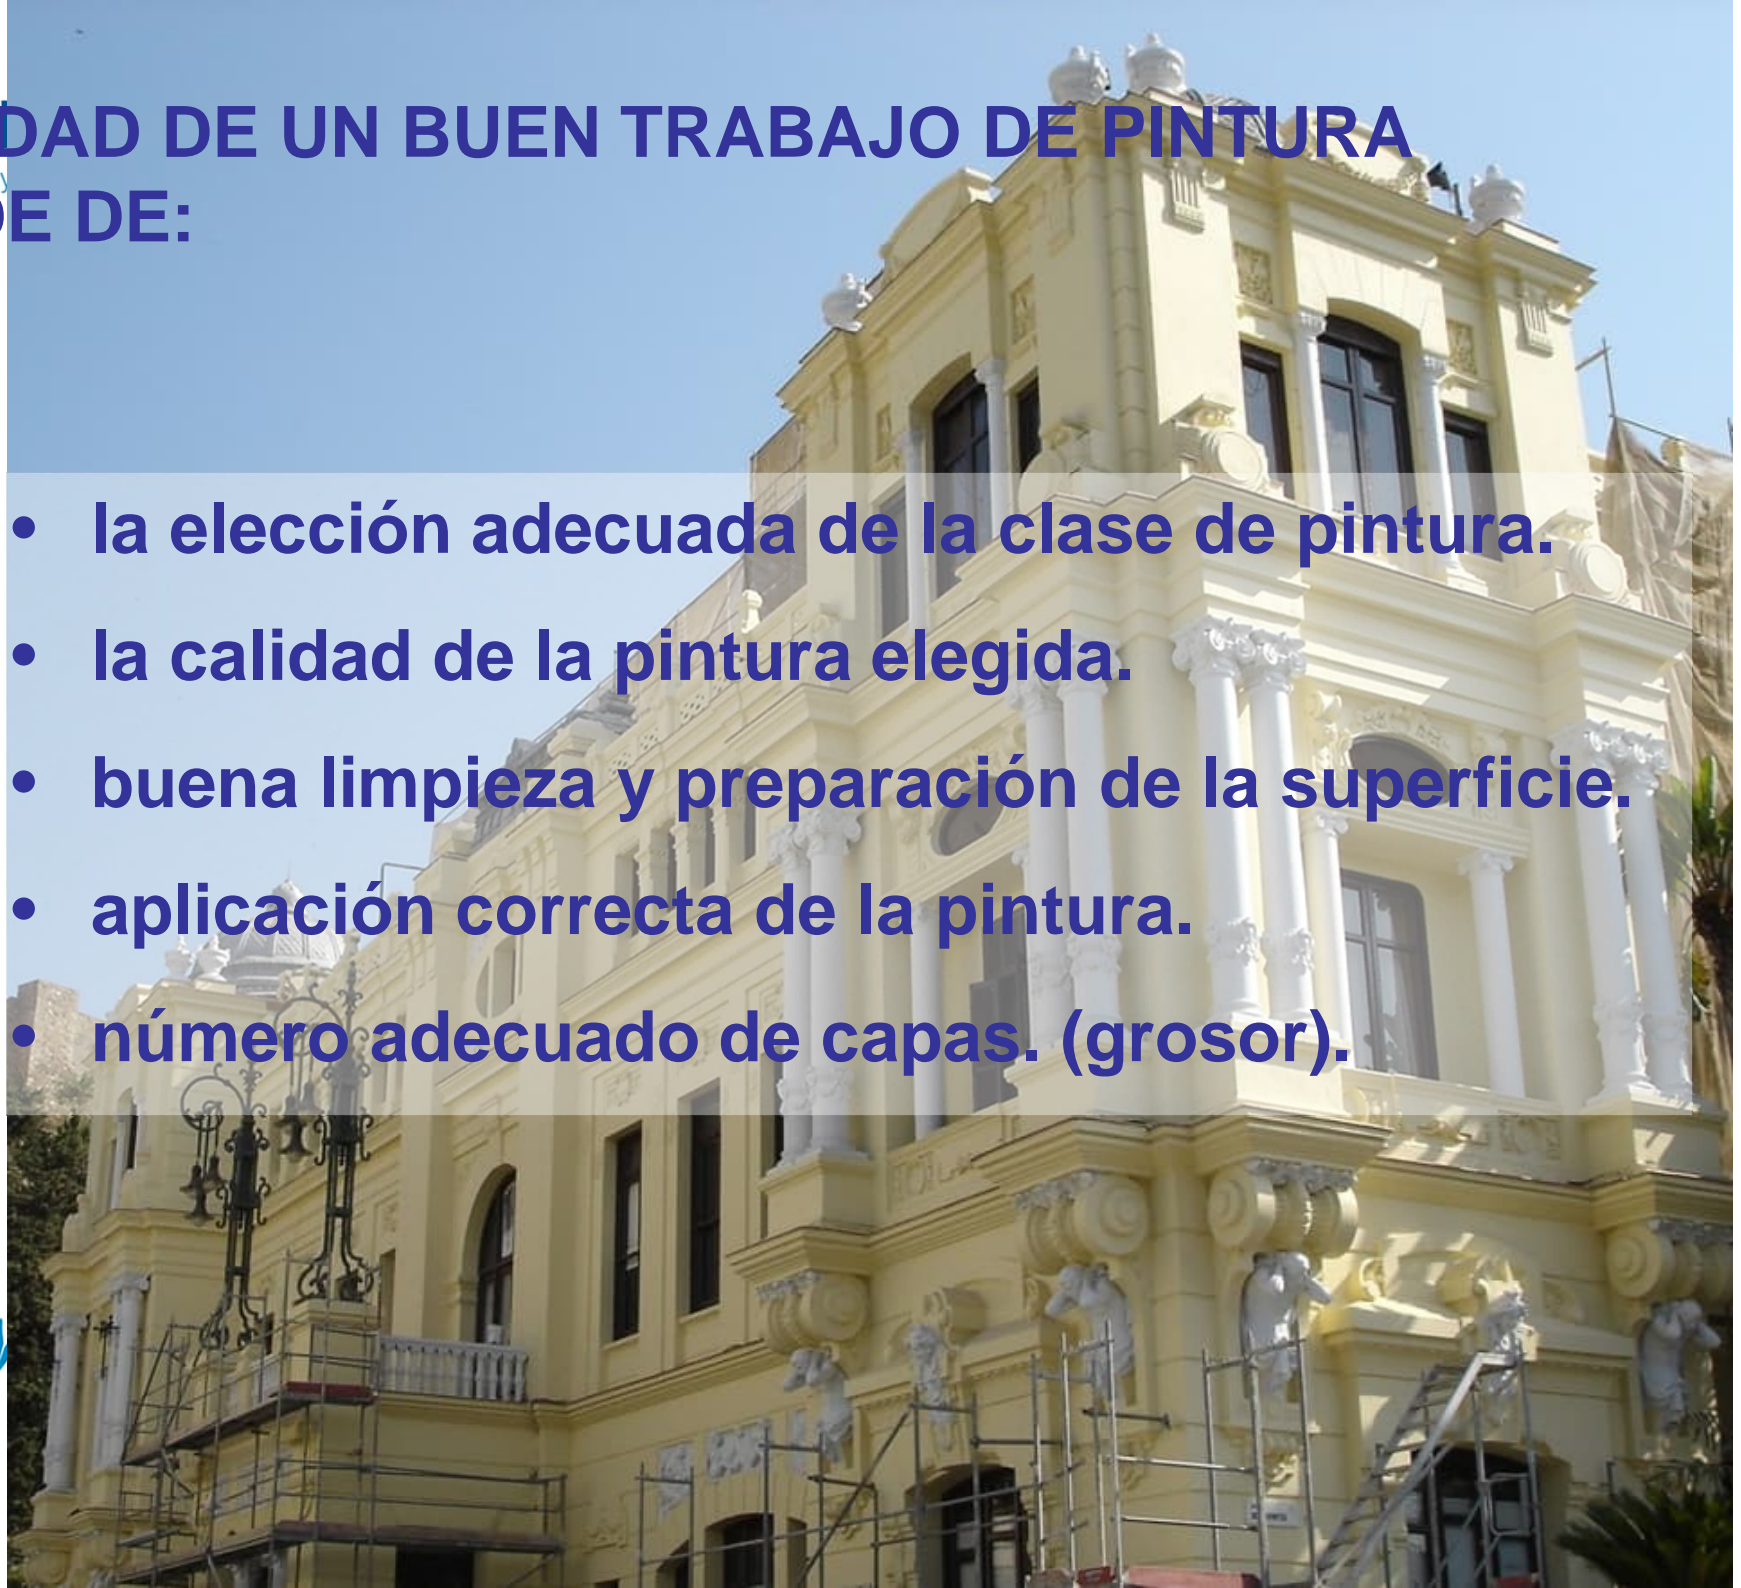 DAD DE UN BUEN TRABAJO DE PINTURA
DE DE:
• la elección adecuada de la clase de pintura.
• la calidad de la pintura elegida.
• buena limpieza y preparación de la superficie.
• aplicación correcta de la pintura.
• número adecuado de capas. (grosor).